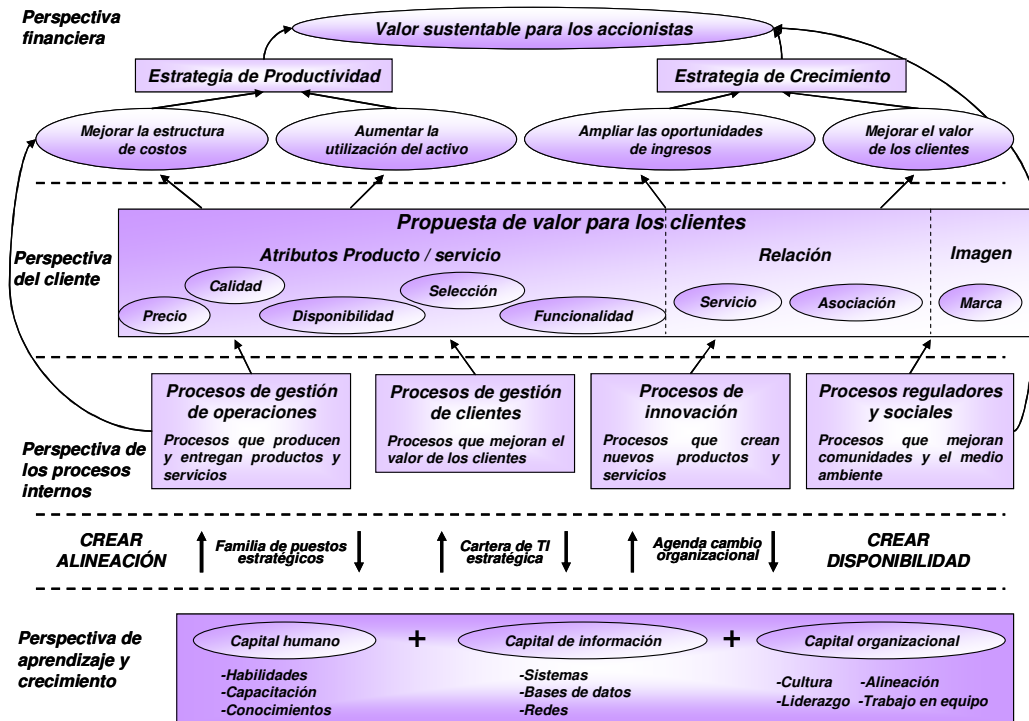 Perspectiva
financiera
Valor sustentable para los accionistas
Estrategia de Productividad
Estrategia de Crecimiento
Mejorar la estructura
de costos
Aumentar la
utilización del activo
Ampliar las oportunidades
de ingresos
Mejorar el valor
de los clientes
Perspectiva
del cliente
Propuesta de valor para los clientes
Atributos Producto / servicio
Relación
Imagen
Precio
Calidad
Disponibilidad
Selección
Funcionalidad
Servicio
Asociación
Marca
Perspectiva de
los procesos
internos
Procesos de gestión
de operaciones
Procesos que producen y
entregan productos y
servicios
Procesos de gestión
de clientes
Procesos que mejoran el
valor de los clientes
Procesos de
innovación
Procesos que crean
nuevos productos y
servicios
Procesos reguladores
y sociales
Procesos que mejoran
comunidades y el medio
ambiente
CREAR
ALINEACIÓN
Familia de puestos
estratégicos
Cartera de TI
estratégica
Agenda cambio
organizacional
CREAR
DISPONIBILIDAD
Perspectiva de
aprendizaje y
crecimiento
Capital humano
+
Capital de información
+
Capital organizacional
-Habilidades
-Capacitación
-Conocimientos
-Sistemas
-Bases de datos
-Redes
-Cultura -Alineación
-Liderazgo -Trabajo en equipo